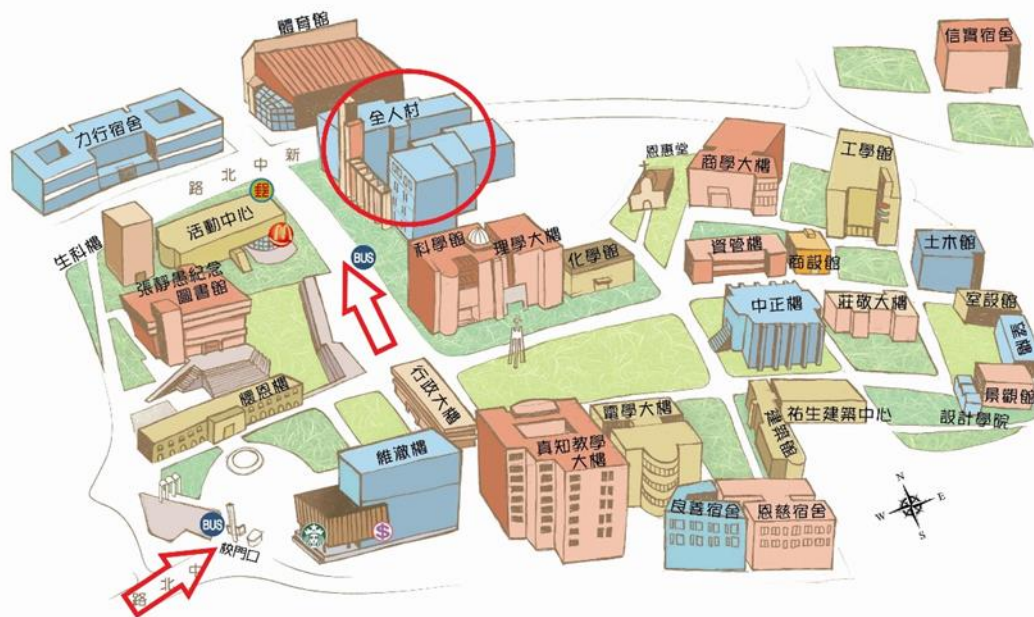 體育館
信實宿舍
全人村
力行宿舍
新中北路
郵
活動中心
恩惠堂
商學大樓
工學館
生科樓
BUS
科學館
理學大樓
化學館
資管樓
商設館
土木館
張靜愚紀念
圖書館
中正樓
莊敬大樓
室設館
行政大樓
景觀館
設計學院
懷恩樓
電學大樓
祐生建築中心
建築館
維澈樓
真知教學
大樓
良善宿舍
恩慈宿舍
N
W
E
S
BUS
$
校門口
中北路